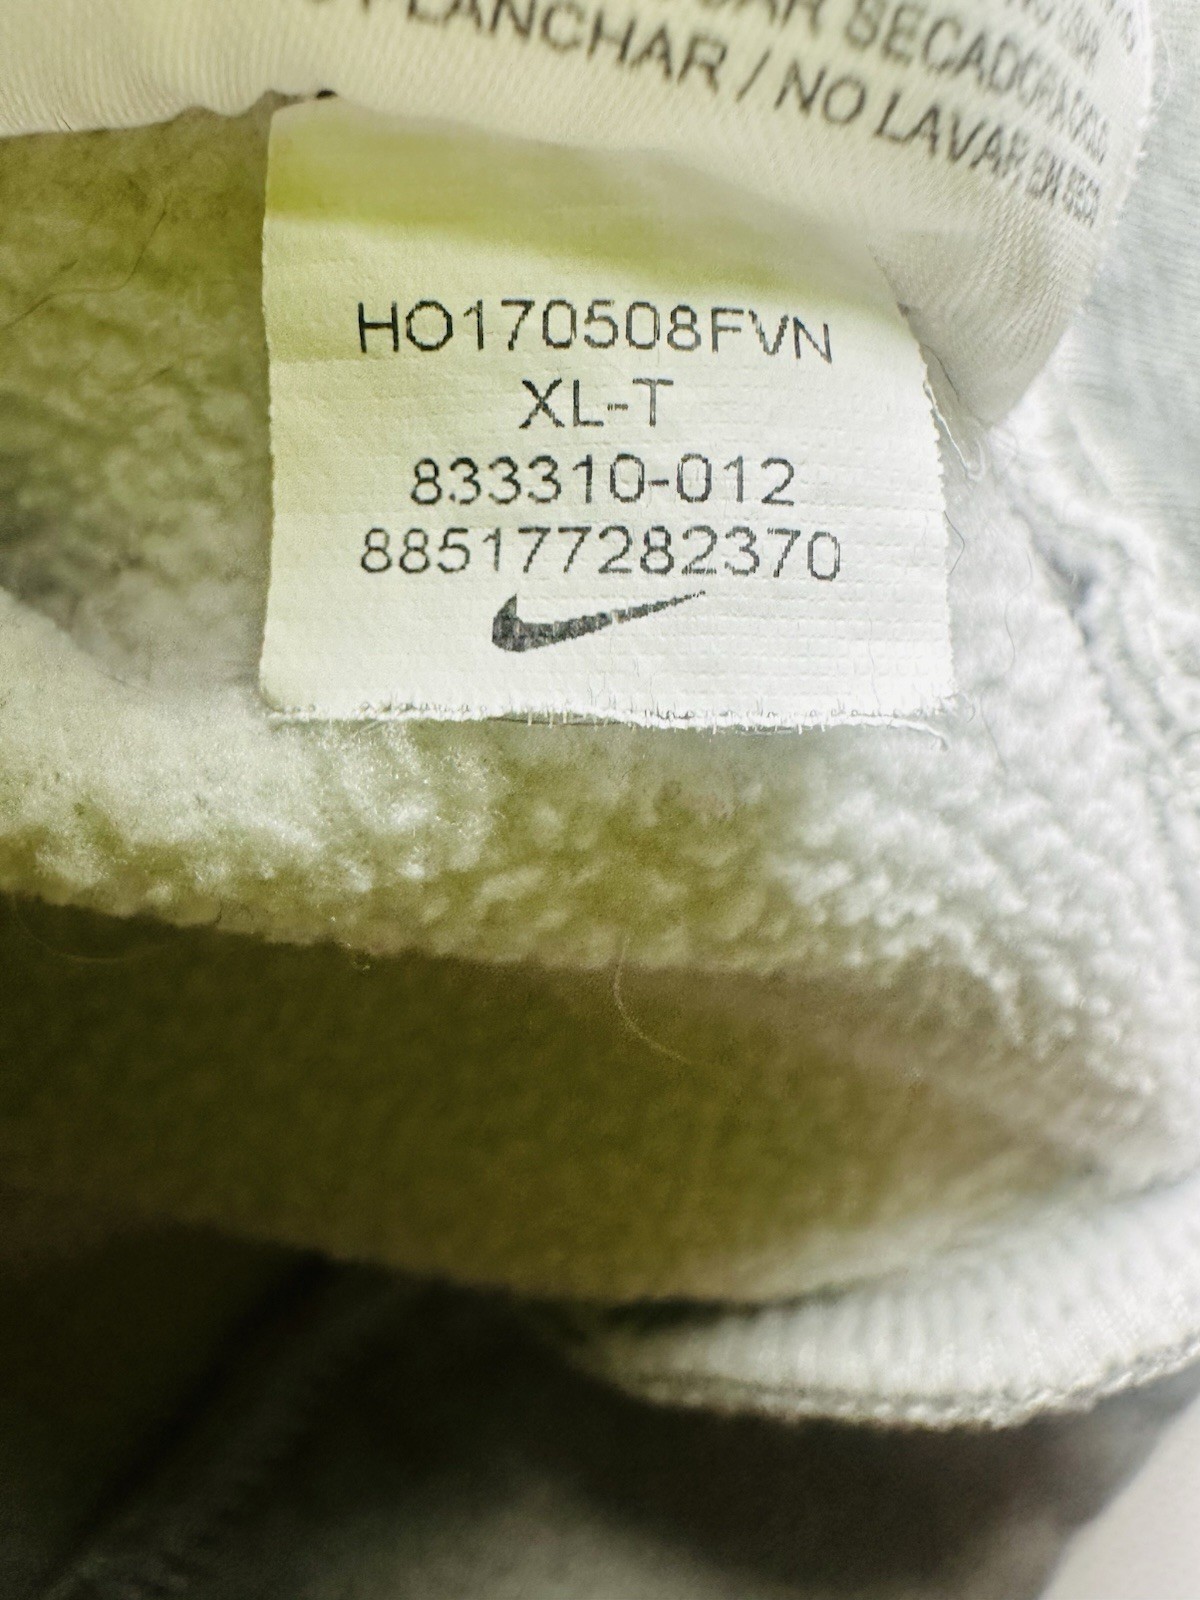 SECADORA
PLANCHAR / NO LAVAR EN SECO
HO170508FVN
XL-T
833310-012
885177282370